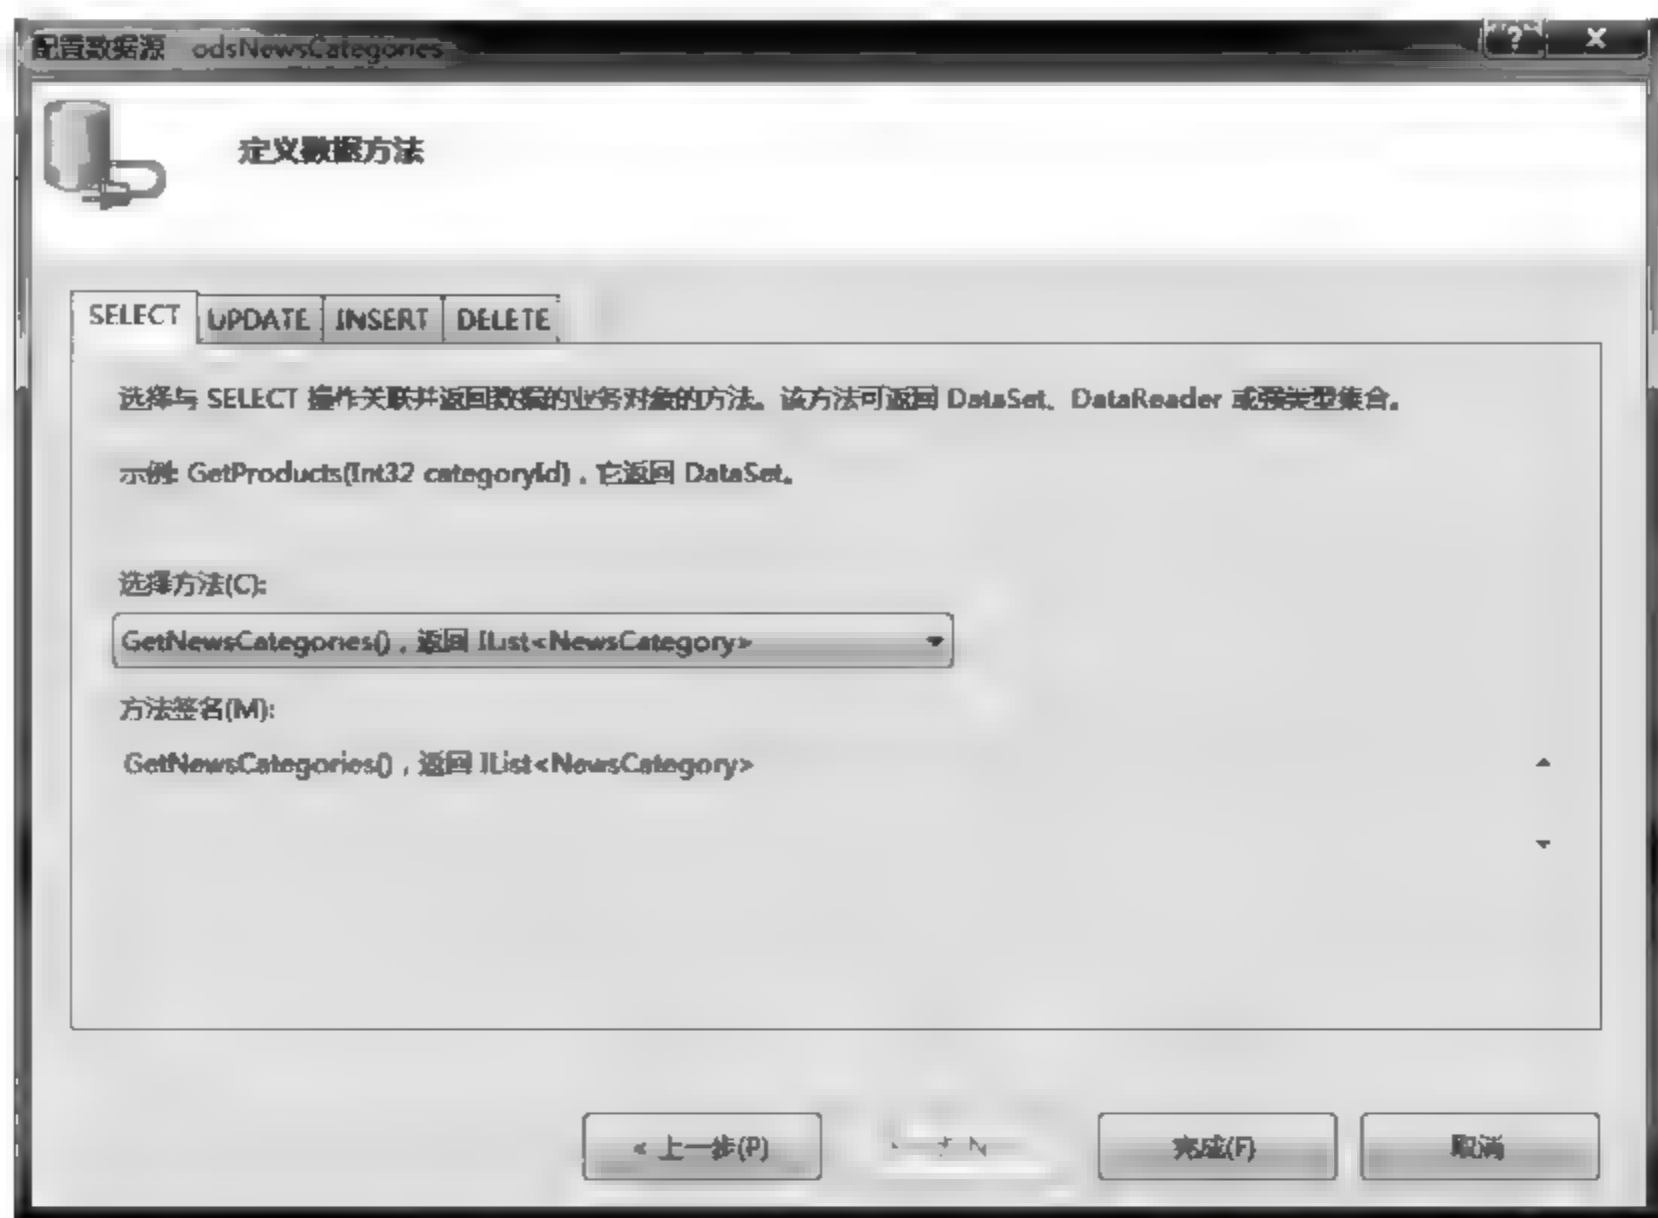 配置数据源 odsNewsCategories
定义数据方法
SELECT UPDATE INSERT DELETE
选择与 SELECT 操作关联并返回数据的业务对象的方法。该方法可返回 DataSet、DataReader 或强类型集合。
示例: GetProducts(Int32 categoryId)，它返回 DataSet。
选择方法(C):
GetNewsCategories()，返回 IList<NewsCategory>
方法签名(M):
GetNewsCategories()，返回 IList<NewsCategory>
< 上一步(P) 完成(F) 取消